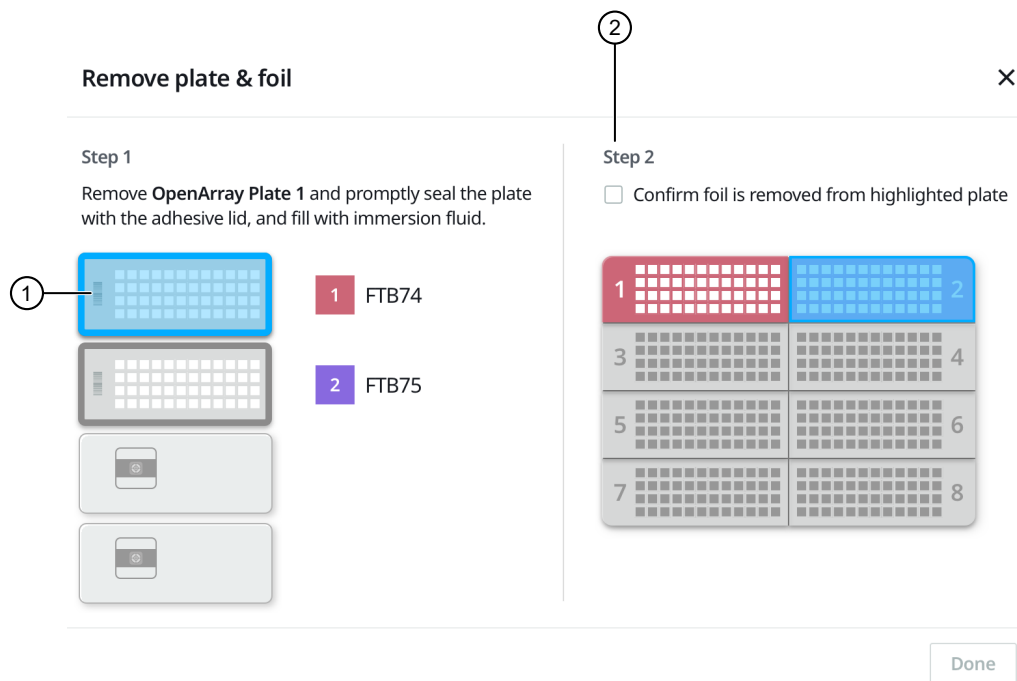 2
Remove plate & foil
Step 1
Remove OpenArray Plate 1 and promptly seal the plate
with the adhesive lid, and fill with immersion fluid.
1
1 FTB74
2 FTB75
Step 2
Confirm foil is removed from highlighted plate
1 2
3 4
5 6
7 8
Done